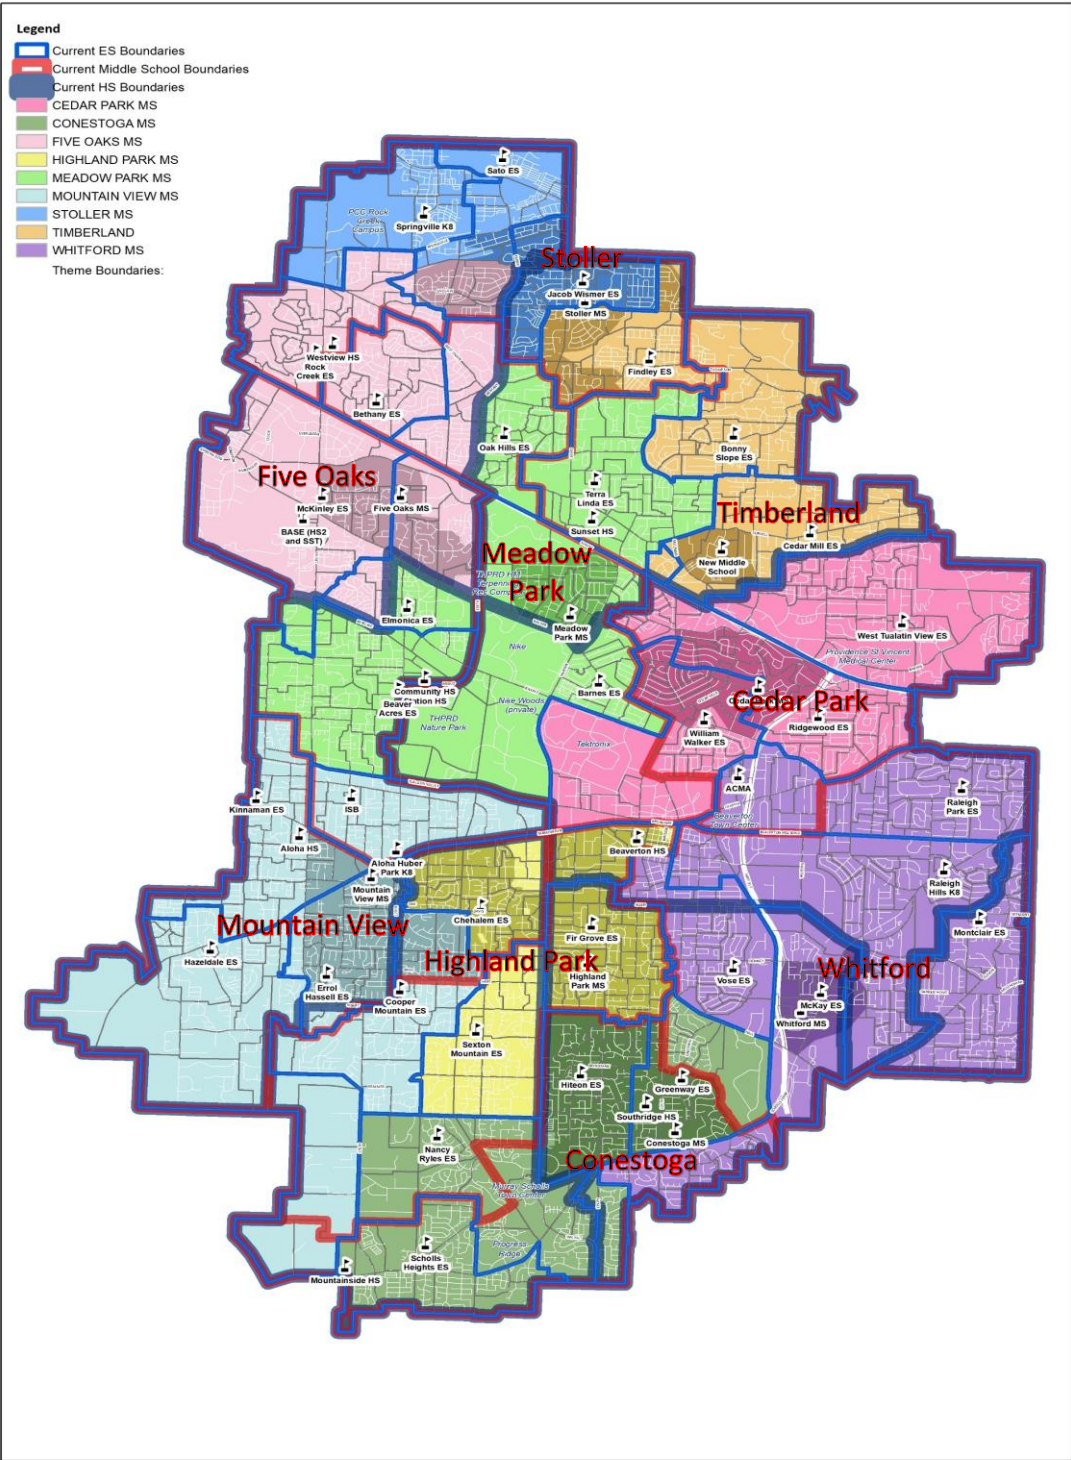 Legend
Current ES Boundaries
Current Middle School Boundaries
Current HS Boundaries
CEDAR PARK MS
CONESTOGA MS
FIVE OAKS MS
HIGHLAND PARK MS
MEADOW PARK MS
MOUNTAIN VIEW MS
STOLLER MS
TIMBERLAND
WHITFORD MS
Theme Boundaries:
Sato ES
PCC Rock
Creek
Campus
Springville K8
Stoller
Jacob Wismer ES
Stoller MS
Westview HS
Rock
Creek ES
Findley ES
Bethany ES
Oak Hills ES
Bonny
Slope ES
Five Oaks
McKinley ES
Five Oaks MS
BASE (HS2
and SST)
Terra
Linda ES
Sunset HS
Timberland
Cedar Mill ES
New Middle
School
Meadow
Park
Elmonica ES
Meadow
Park MS
West Tualatin View ES
Nike
Providence St Vincent
Medical Center
Community HS
Beaver
Acres ES
Barnes ES
Nike Woods
(private)
THPRD
Nature Park
Cedar Park
William
Walker ES
Ridgewood ES
Tektronix
ACMA
Kinnaman ES
ISB
Raleigh
Park ES
Beaverton
Town Center
Aloha HS
Beaverton HS
Aloha Huber
Park K8
Mountain
View MS
Raleigh
Hills K8
Chehalem ES
Mountain View
Fir Grove ES
Montclair ES
Hazeldale ES
Highland Park
Highland
Park MS
Whitford
Vose ES
Errol
Hassell ES
Cooper
Mountain ES
McKay ES
Whitford MS
Sexton
Mountain ES
Hiteon ES
Greenway ES
Southridge HS
Conestoga MS
Nancy
Ryles ES
Conestoga
Murray Scholls
Town Center
Progress
Ridge
Scholls
Heights ES
Mountainside HS